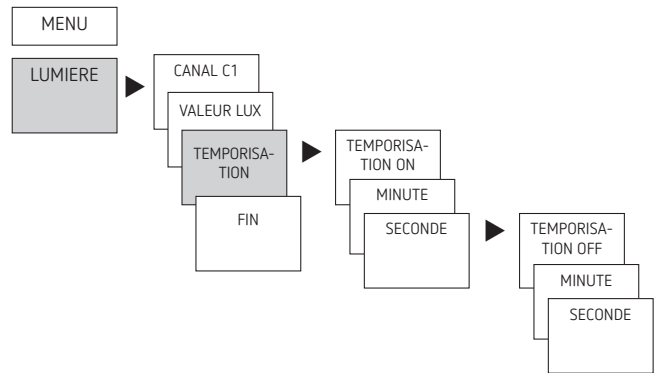 MENU
LUMIERE
CANAL C1
VALEUR LUX
TEMPORISA-
TION
FIN
TEMPORISA-
TION ON
MINUTE
SECONDE
TEMPORISA-
TION OFF
MINUTE
SECONDE